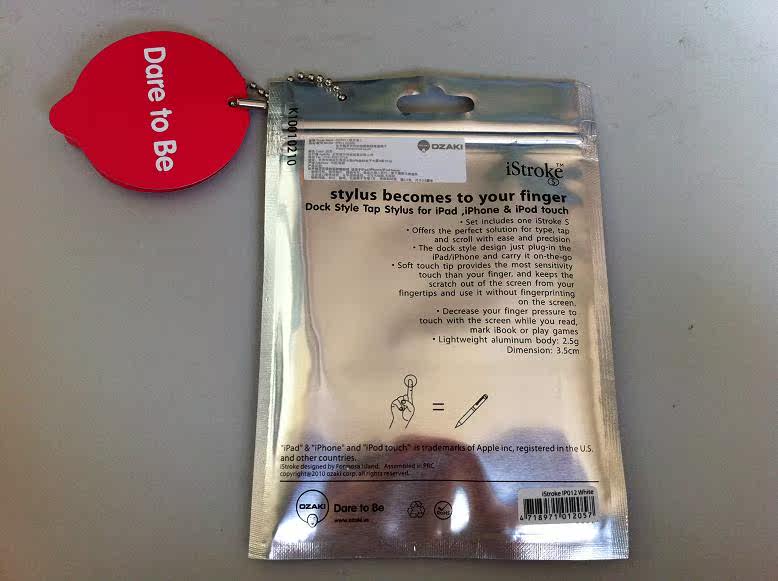 Dare to Be
K10010210
OZAKI
iStroke™
S
stylus becomes to your finger
Dock Style Tap Stylus for iPad ,iPhone & iPod touch
• Set includes one iStroke S
• Offers the perfect solution for type, tap
and scroll with ease and precision
• The dock style design just plug-in the
iPad/iPhone and carry it on-the-go
• Soft touch tip provides the most sensitivity
touch than your finger, and keeps the
scratch out of the screen from your
fingertips and use it without fingerprinting
on the screen.
• Decrease your finger pressure to
touch with the screen while you read,
mark iBook or play games
• Lightweight aluminum body: 2.5g
Dimension: 3.5cm
=
"iPad" & "iPhone" and "iPod touch" is trademarks of Apple inc, registered in the U.S.
and other countries.
iStroke designed by Formosa Island. Assembled in PRC
copyright@2010 ozaki corp. all rights reserved.
OZAKI
Dare to Be
www.ozaki.us
RoHS
iStroke IP012 White
4 718971 012057